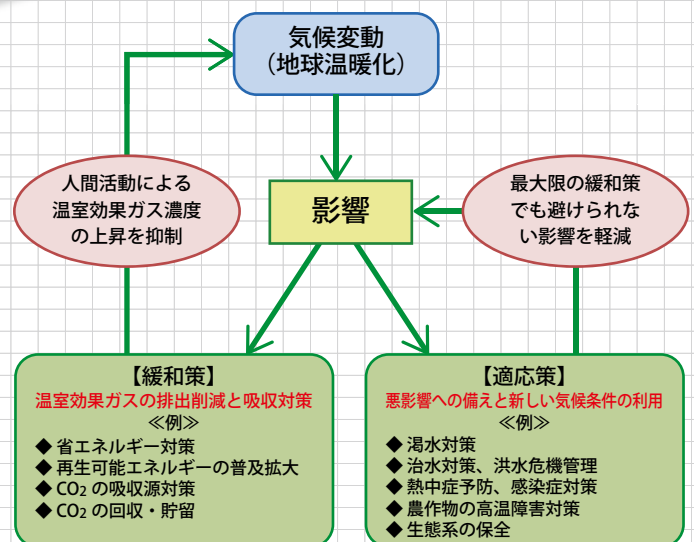 気候変動
（地球温暖化）
人間活動による
温室効果ガス濃度
の上昇を抑制
影響
最大限の緩和策
でも避けられな
い影響を軽減
【緩和策】
温室効果ガスの排出削減と吸収対策
≪例≫
◆ 省エネルギー対策
◆ 再生可能エネルギーの普及拡大
◆ CO₂ の吸収源対策
◆ CO₂ の回収・貯留
【適応策】
悪影響への備えと新しい気候条件の利用
≪例≫
◆ 渇水対策
◆ 治水対策、洪水危機管理
◆ 熱中症予防、感染症対策
◆ 農作物の高温障害対策
◆ 生態系の保全